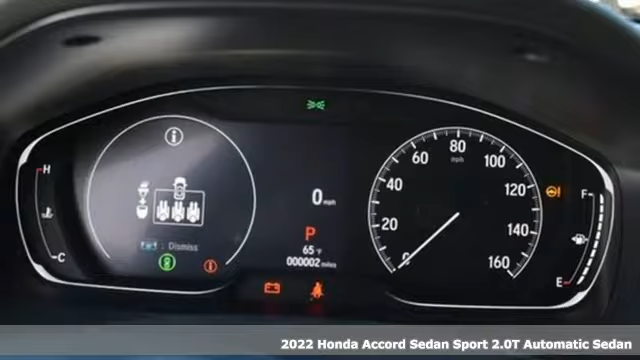 H
C
i
: Dismiss
i
0 mph
P
65 °F
000002 miles
0
20
40
60
80
100
120
140
160
mph
F
E
2022 Honda Accord Sedan Sport 2.0T Automatic Sedan